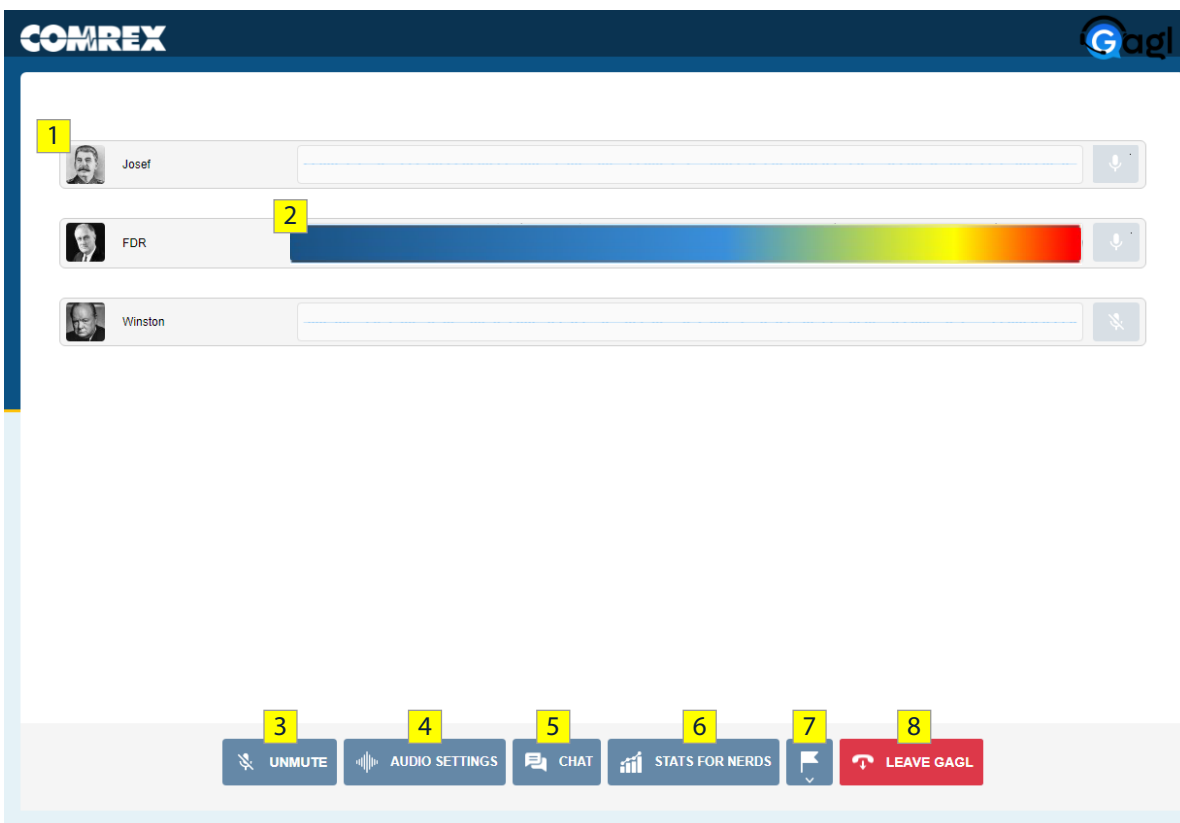 COMREX
Gagl
1
Josef
2
FDR
Winston
3 4 5 6 7 8
UNMUTE AUDIO SETTINGS CHAT STATS FOR NERDS LEAVE GAGL